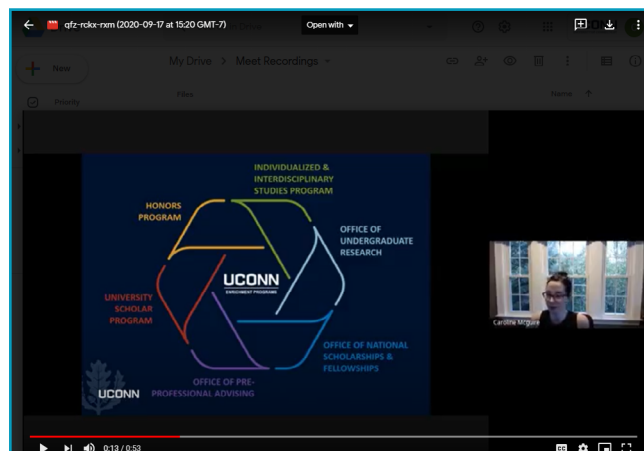 qfz-rckx-rxm (2020-09-17 at 15:20 GMT-7)
Open with
New
My Drive > Meet Recordings
Priority
Files
Name
INDIVIDUALIZED &
INTERDISCIPLINARY
STUDIES PROGRAM
HONORS
PROGRAM
OFFICE OF
UNDERGRADUATE
RESEARCH
UCONN
ENRICHMENT PROGRAMS
UNIVERSITY
SCHOLAR
PROGRAM
OFFICE OF NATIONAL
SCHOLARSHIPS &
FELLOWSHIPS
OFFICE OF PRE-
PROFESSIONAL ADVISING
UCONN
Caroline Mcguire
0:13 / 0:53